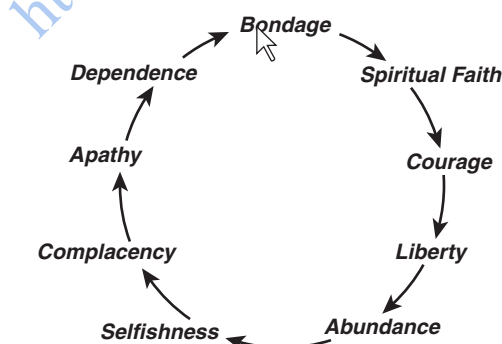 Bondage
Spiritual Faith
Courage
Liberty
Abundance
Selfishness
Complacency
Apathy
Dependence